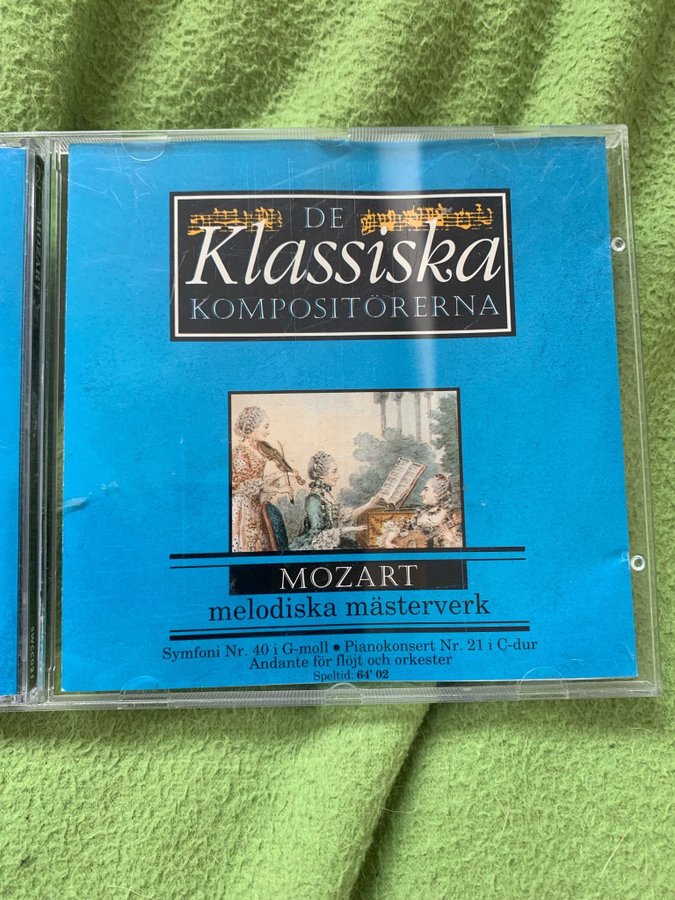 DE
Klassiska
KOMPOSITÖRERNA
MOZART
melodiska mästerverk
Symfoni Nr. 40 i G-moll • Pianokonsert Nr. 21 i C-dur
Andante för flöjt och orkester
Speltid: 64' 02
MOZART